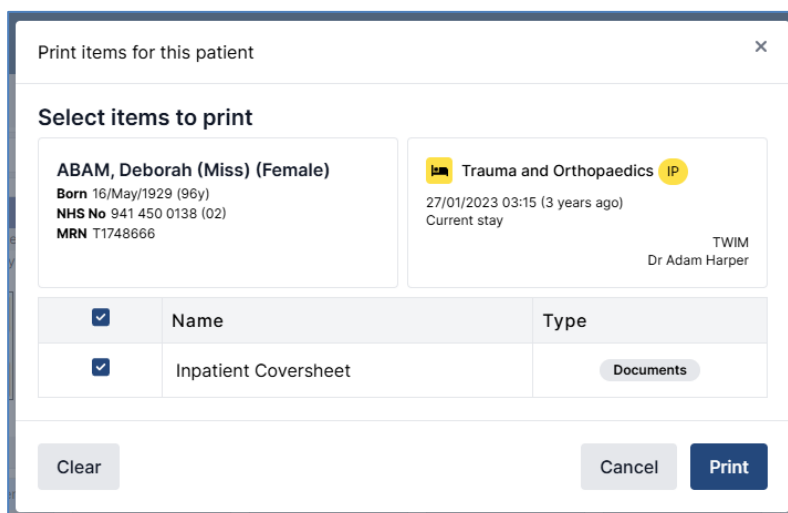 Print items for this patient
×
Select items to print
ABAM, Deborah (Miss) (Female)
Born 16/May/1929 (96y)
NHS No 941 450 0138 (02)
MRN T1748666
Trauma and Orthopaedics IP
27/01/2023 03:15 (3 years ago)
Current stay
TWIM
Dr Adam Harper
Name Type
Inpatient Coversheet Documents
Clear Cancel Print